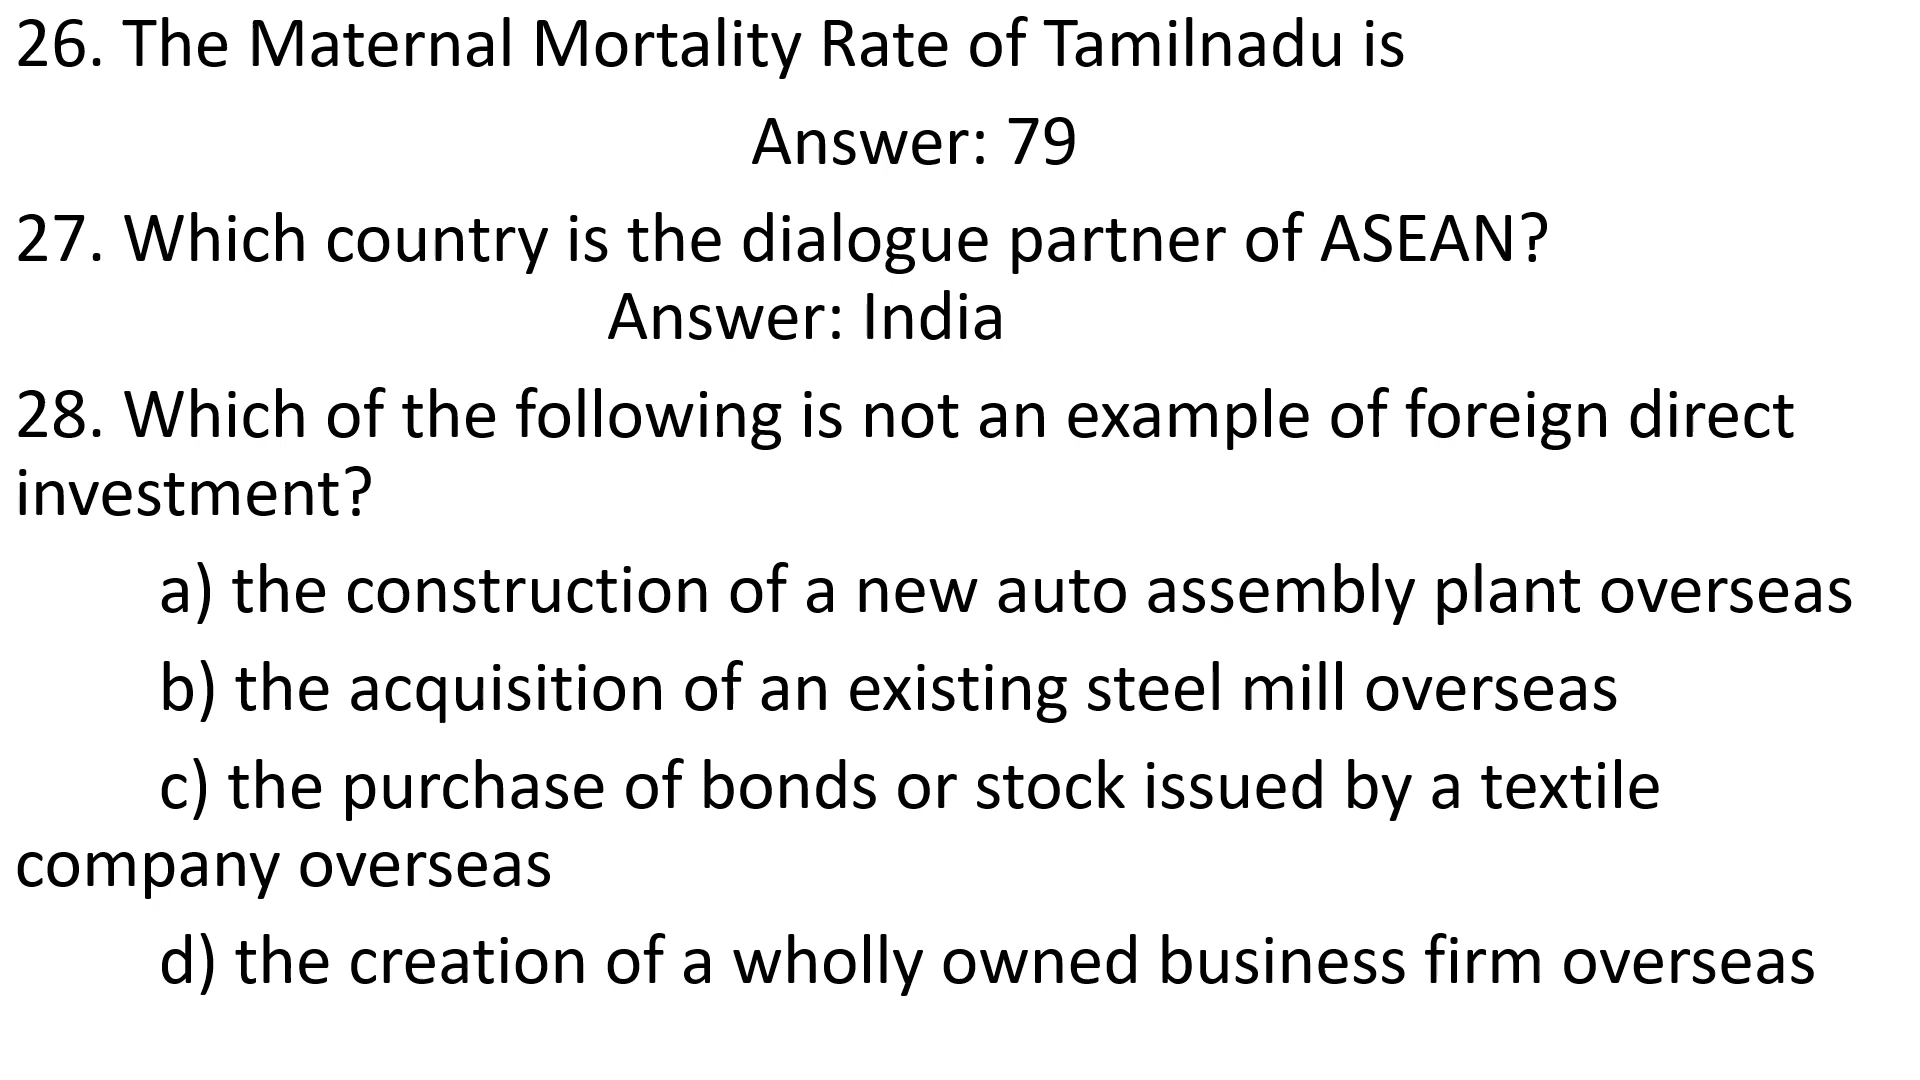 26. The Maternal Mortality Rate of Tamilnadu is
Answer: 79
27. Which country is the dialogue partner of ASEAN?
Answer: India
28. Which of the following is not an example of foreign direct
investment?
a) the construction of a new auto assembly plant overseas
b) the acquisition of an existing steel mill overseas
c) the purchase of bonds or stock issued by a textile
company overseas
d) the creation of a wholly owned business firm overseas